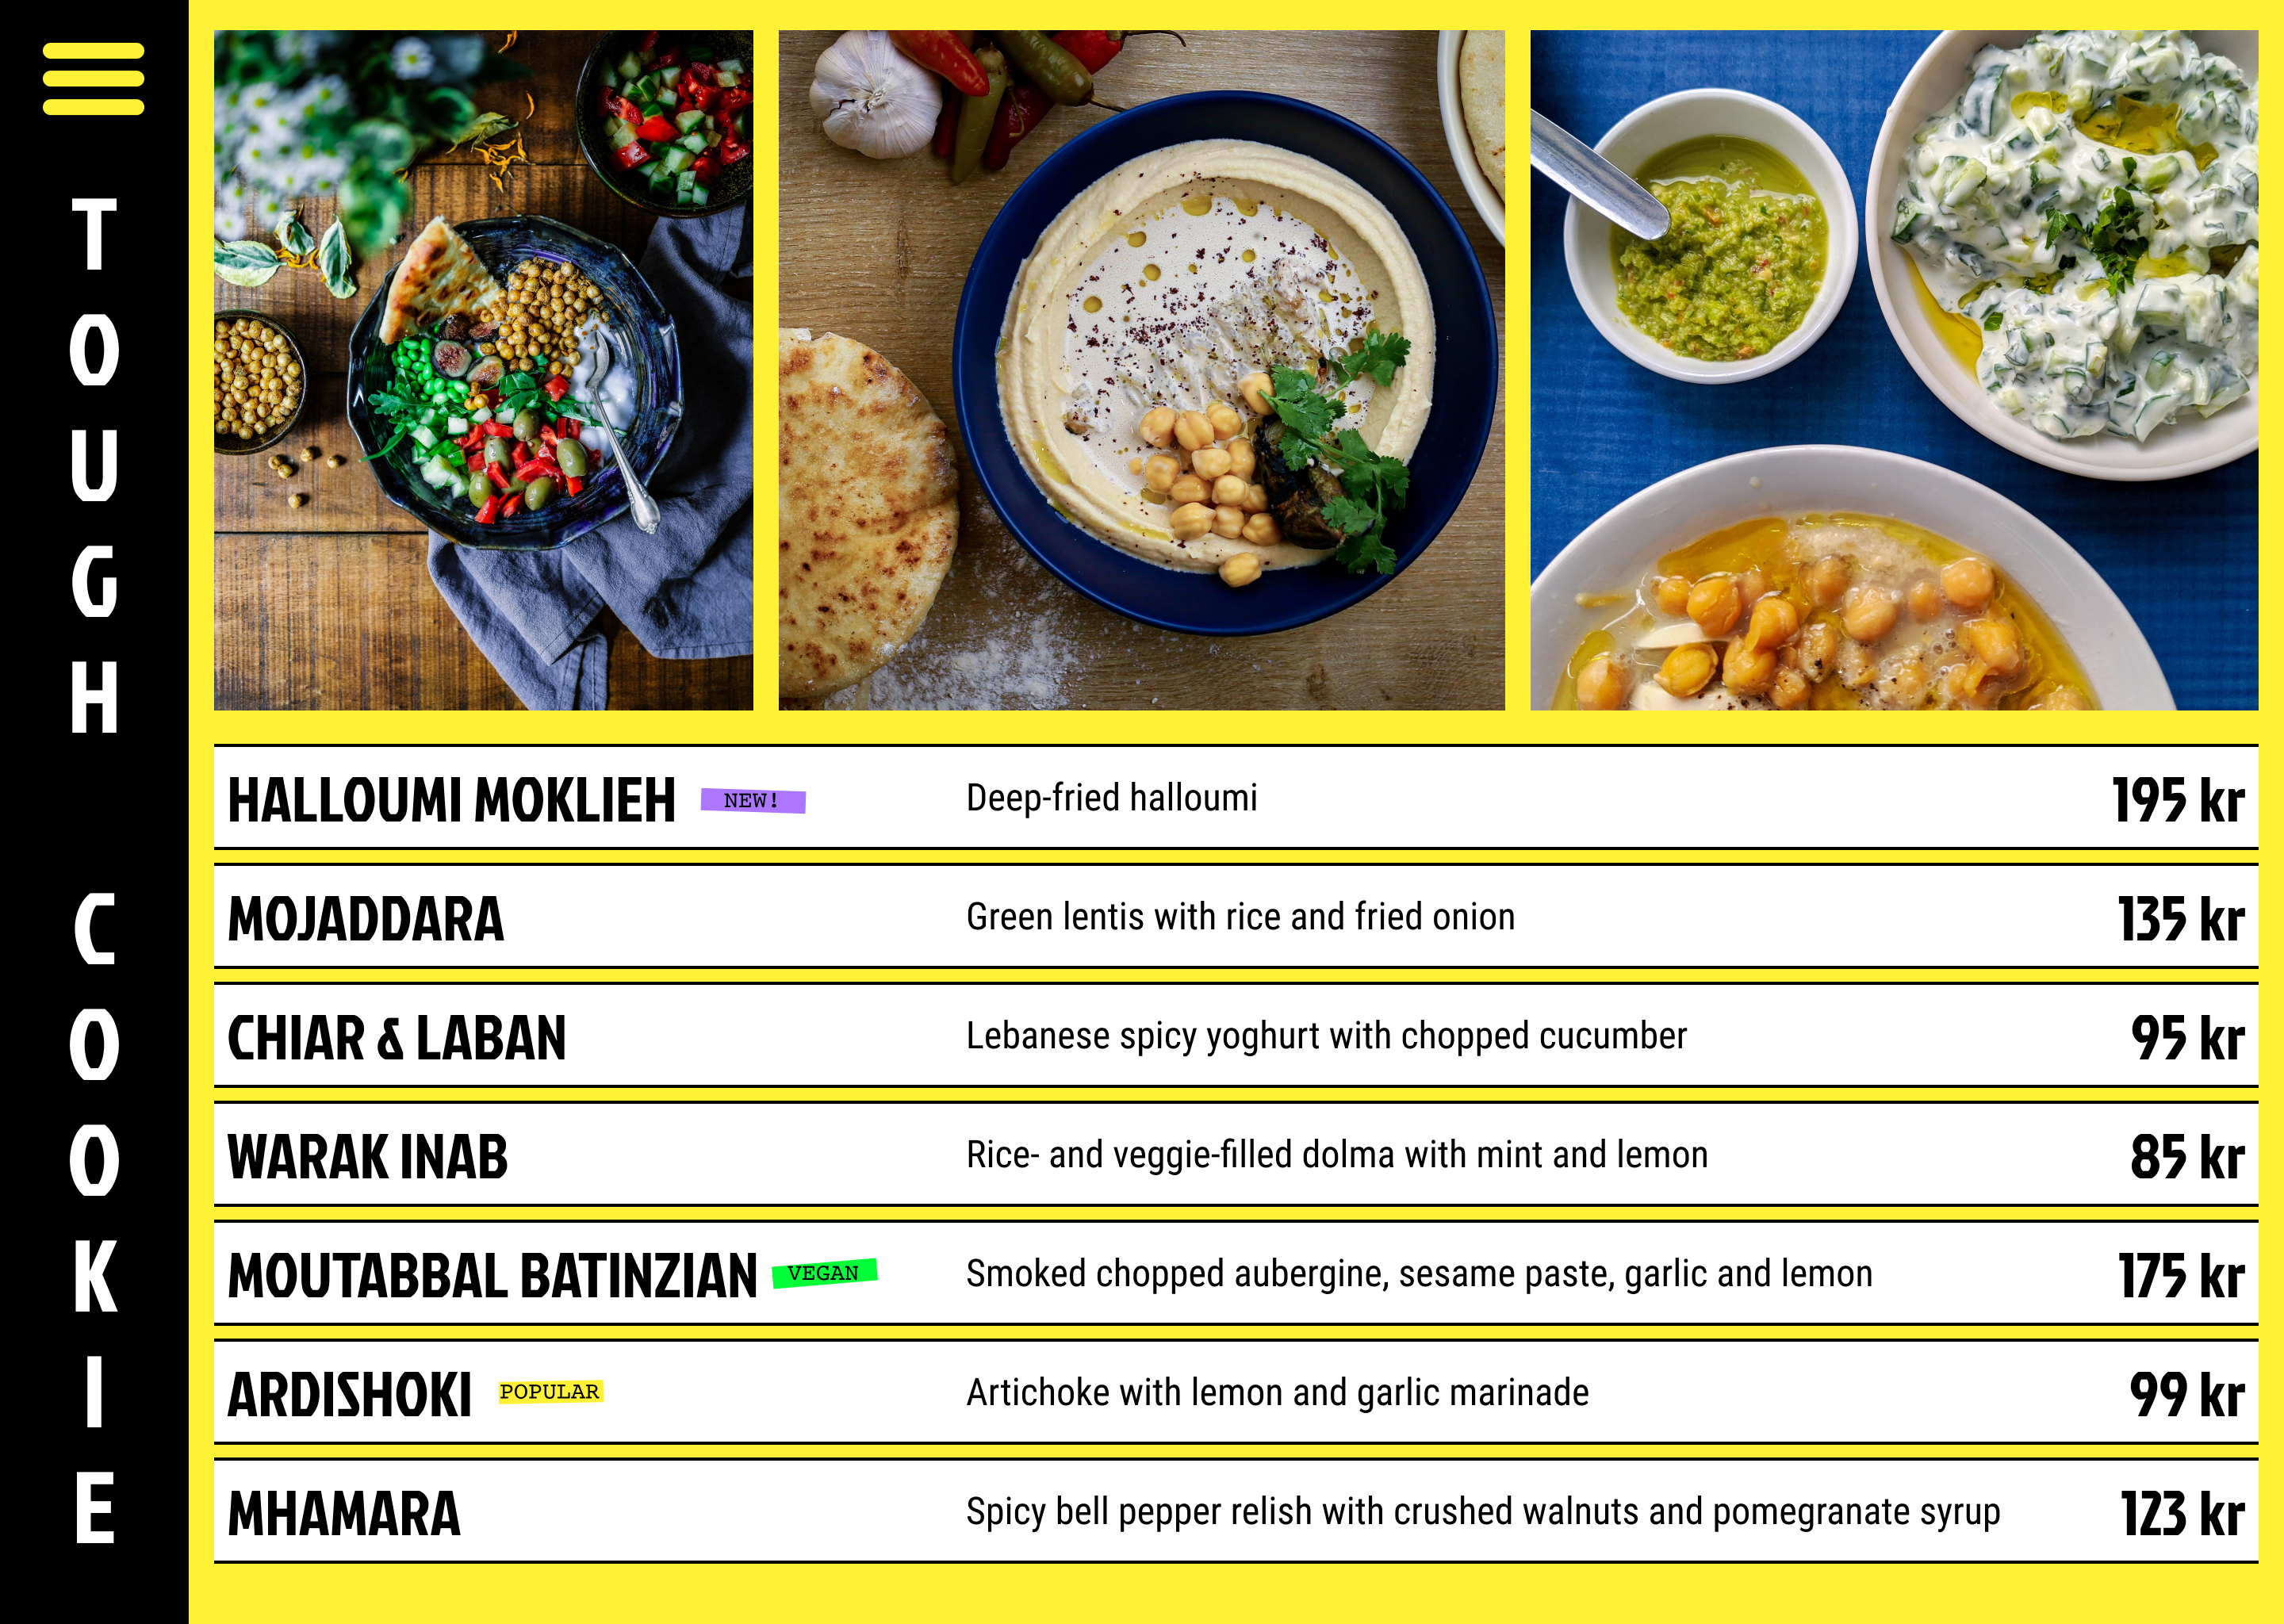 TOUGH COOKIE
HALLOUMI MOKLIEH NEW! Deep-fried halloumi 195 kr
MOJADDARA Green lentis with rice and fried onion 135 kr
CHIAR & LABAN Lebanese spicy yoghurt with chopped cucumber 95 kr
WARAK INAB Rice- and veggie-filled dolma with mint and lemon 85 kr
MOUTABBAL BATINZIAN VEGAN Smoked chopped aubergine, sesame paste, garlic and lemon 175 kr
ARDISHOKI POPULAR Artichoke with lemon and garlic marinade 99 kr
MHAMARA Spicy bell pepper relish with crushed walnuts and pomegranate syrup 123 kr